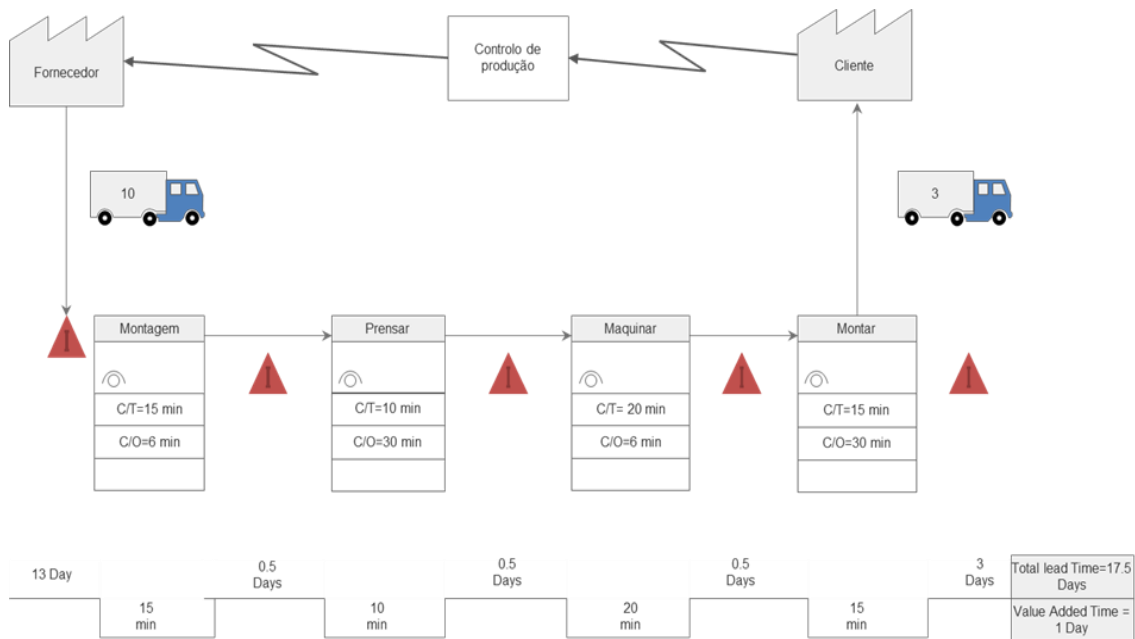 Fornecedor
Controlo de
produção
Cliente
10
3
Montagem
Prensar
Maquinar
Montar
I
I
I
I
I
C/T=15 min
C/T=10 min
C/T= 20 min
C/T=15 min
C/O=6 min
C/O=30 min
C/O=6 min
C/O=30 min
13 Day
0.5
Days
0.5
Days
0.5
Days
3
Days
Total lead Time=17.5
Days
15
min
10
min
20
min
15
min
Value Added Time =
1 Day